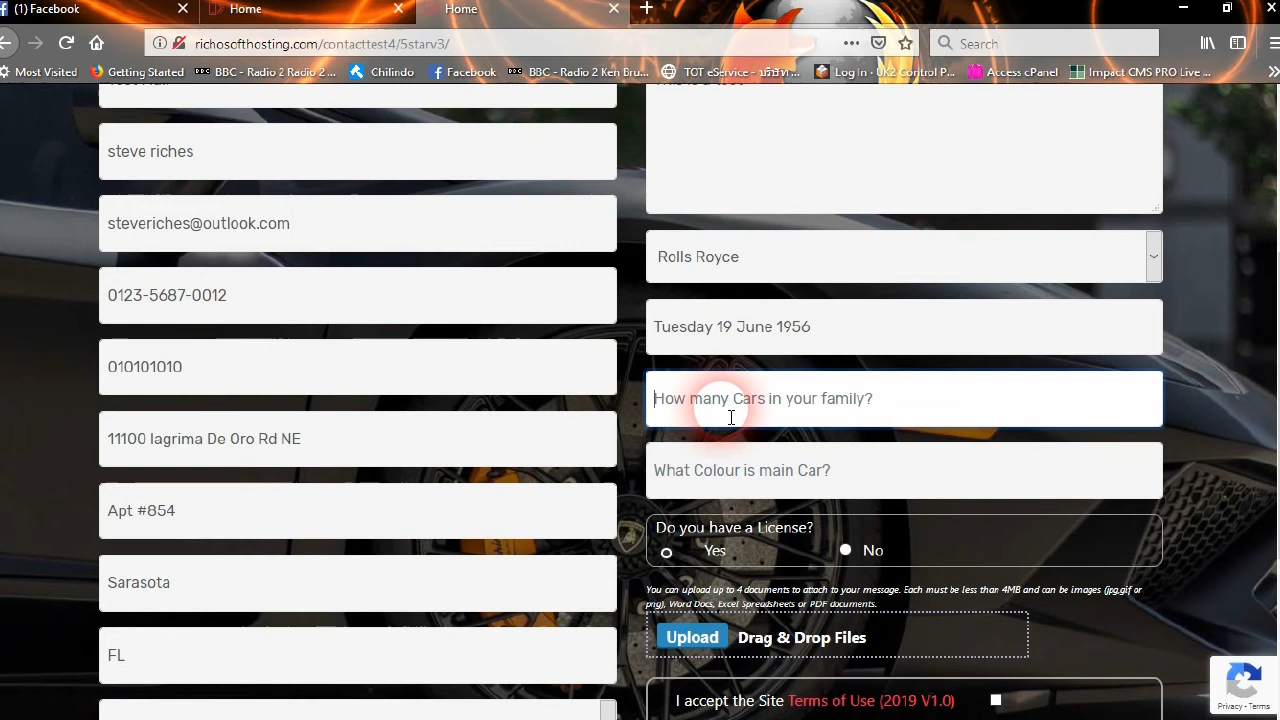 (1) Facebook
Home
Home
richosofthosting.com/contacttest4/5starv3/
Search
Most Visited
Getting Started
BBC - Radio 2 Radio 2 ...
Chilindo
Facebook
BBC - Radio 2 Ken Bru...
TOT eService - บริษัท ...
Log In · UK2 Control P...
Access cPanel
Impact CMS PRO Live ...
steve riches
steveriches@outlook.com
0123-5687-0012
010101010
11100 lagrima De Oro Rd NE
Apt #854
Sarasota
FL
Rolls Royce
Tuesday 19 June 1956
How many Cars in your family?
What Colour is main Car?
Do you have a License?
Yes No
You can upload up to 4 documents to attach to your message. Each must be less than 4MB and can be images (jpg,gif or
png), Word Docs, Excel Spreadsheets or PDF documents.
Upload Drag & Drop Files
I accept the Site Terms of Use (2019 V1.0)
Privacy - Terms